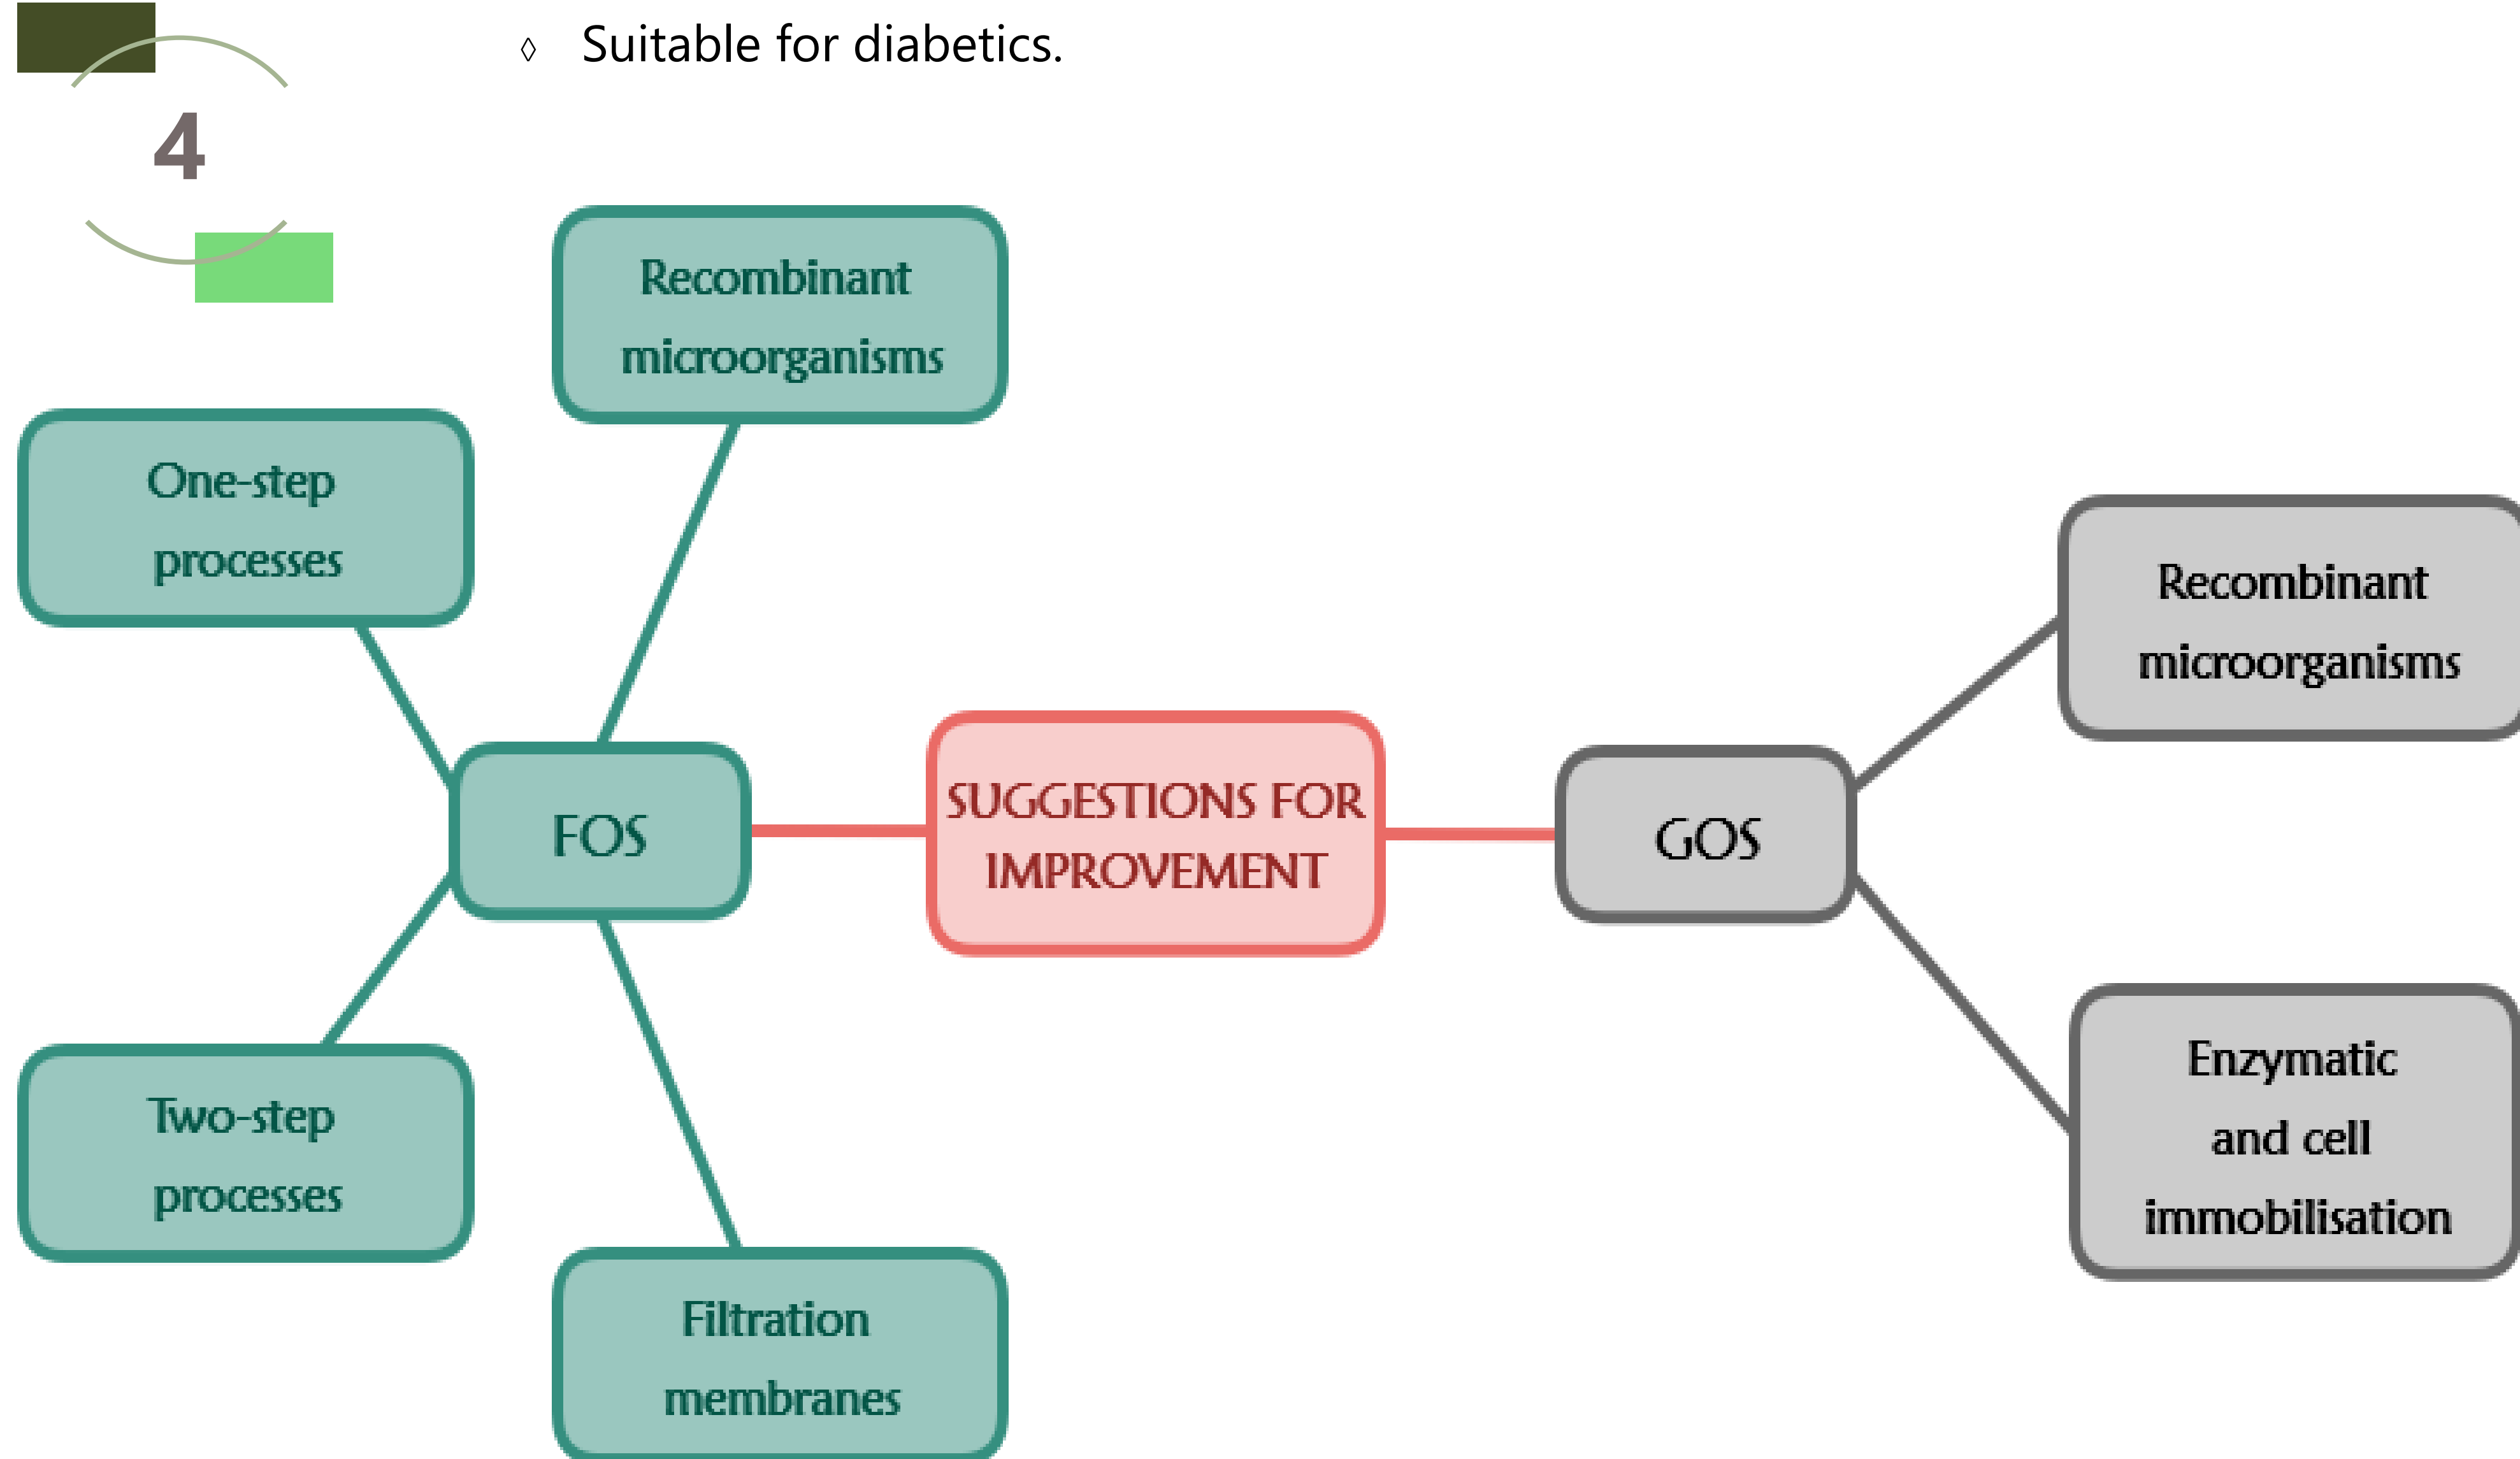 ◊ Suitable for diabetics.
4
Recombinant
microorganisms
One-step
processes
FOS
Two-step
processes
Filtration
membranes
SUGGESTIONS FOR
IMPROVEMENT
GOS
Recombinant
microorganisms
Enzymatic
and cell
immobilisation